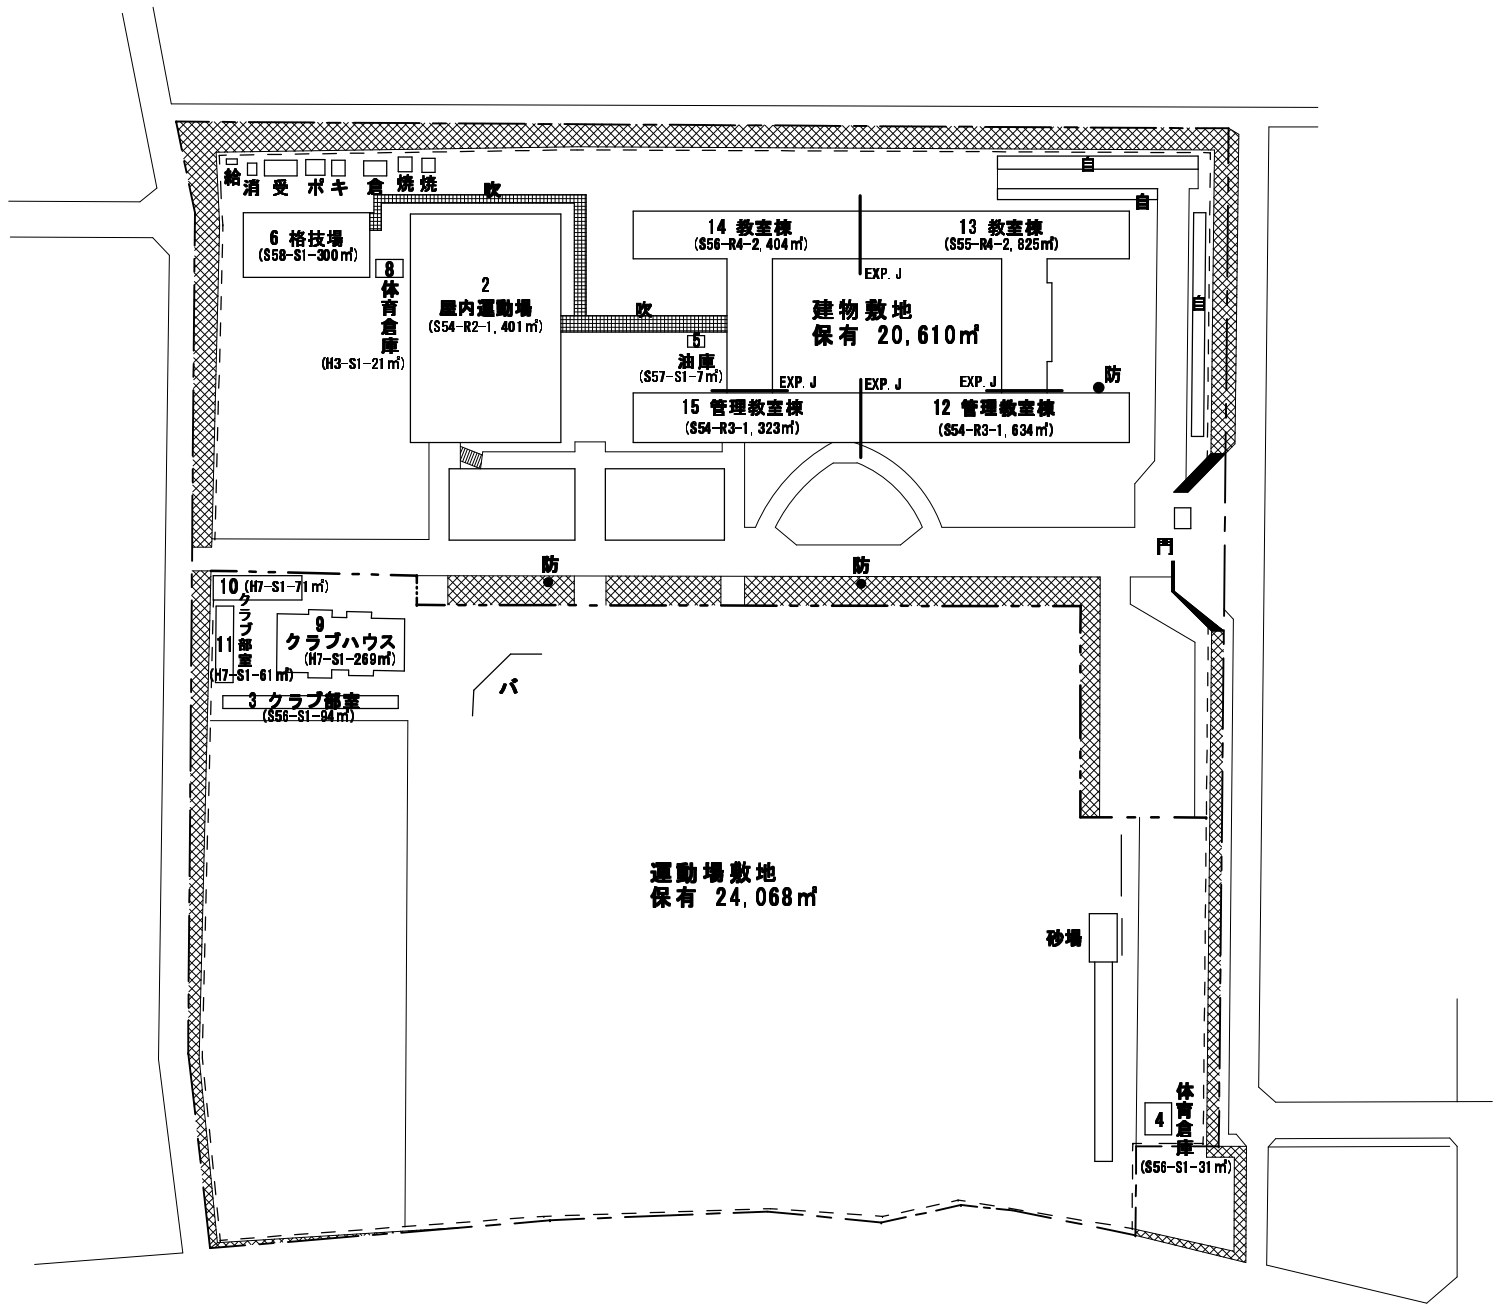 給
消 受 ポ キ 倉 焼 焼
吹
自
自
自
6 格技場
(S58-S1-300㎡)
8
体育倉庫
(H3-S1-21㎡)
2
屋内運動場
(S54-R2-1,401㎡)
吹
5
油庫
(S57-S1-7㎡)
14 教室棟
(S56-R4-2,404㎡)
13 教室棟
(S55-R4-2,825㎡)
EXP.J
建物敷地
保有 20,610㎡
EXP.J
EXP.J
EXP.J
防
15 管理教室棟
(S54-R3-1,323㎡)
12 管理教室棟
(S54-R3-1,634㎡)
門
防
防
10 (H7-S1-71㎡)
11
クラブ部室
(H7-S1-61㎡)
9
クラブハウス
(H7-S1-269㎡)
3 クラブ部室
(S56-S1-94㎡)
バ
運動場敷地
保有 24,068㎡
砂場
4
体育倉庫
(S56-S1-31㎡)